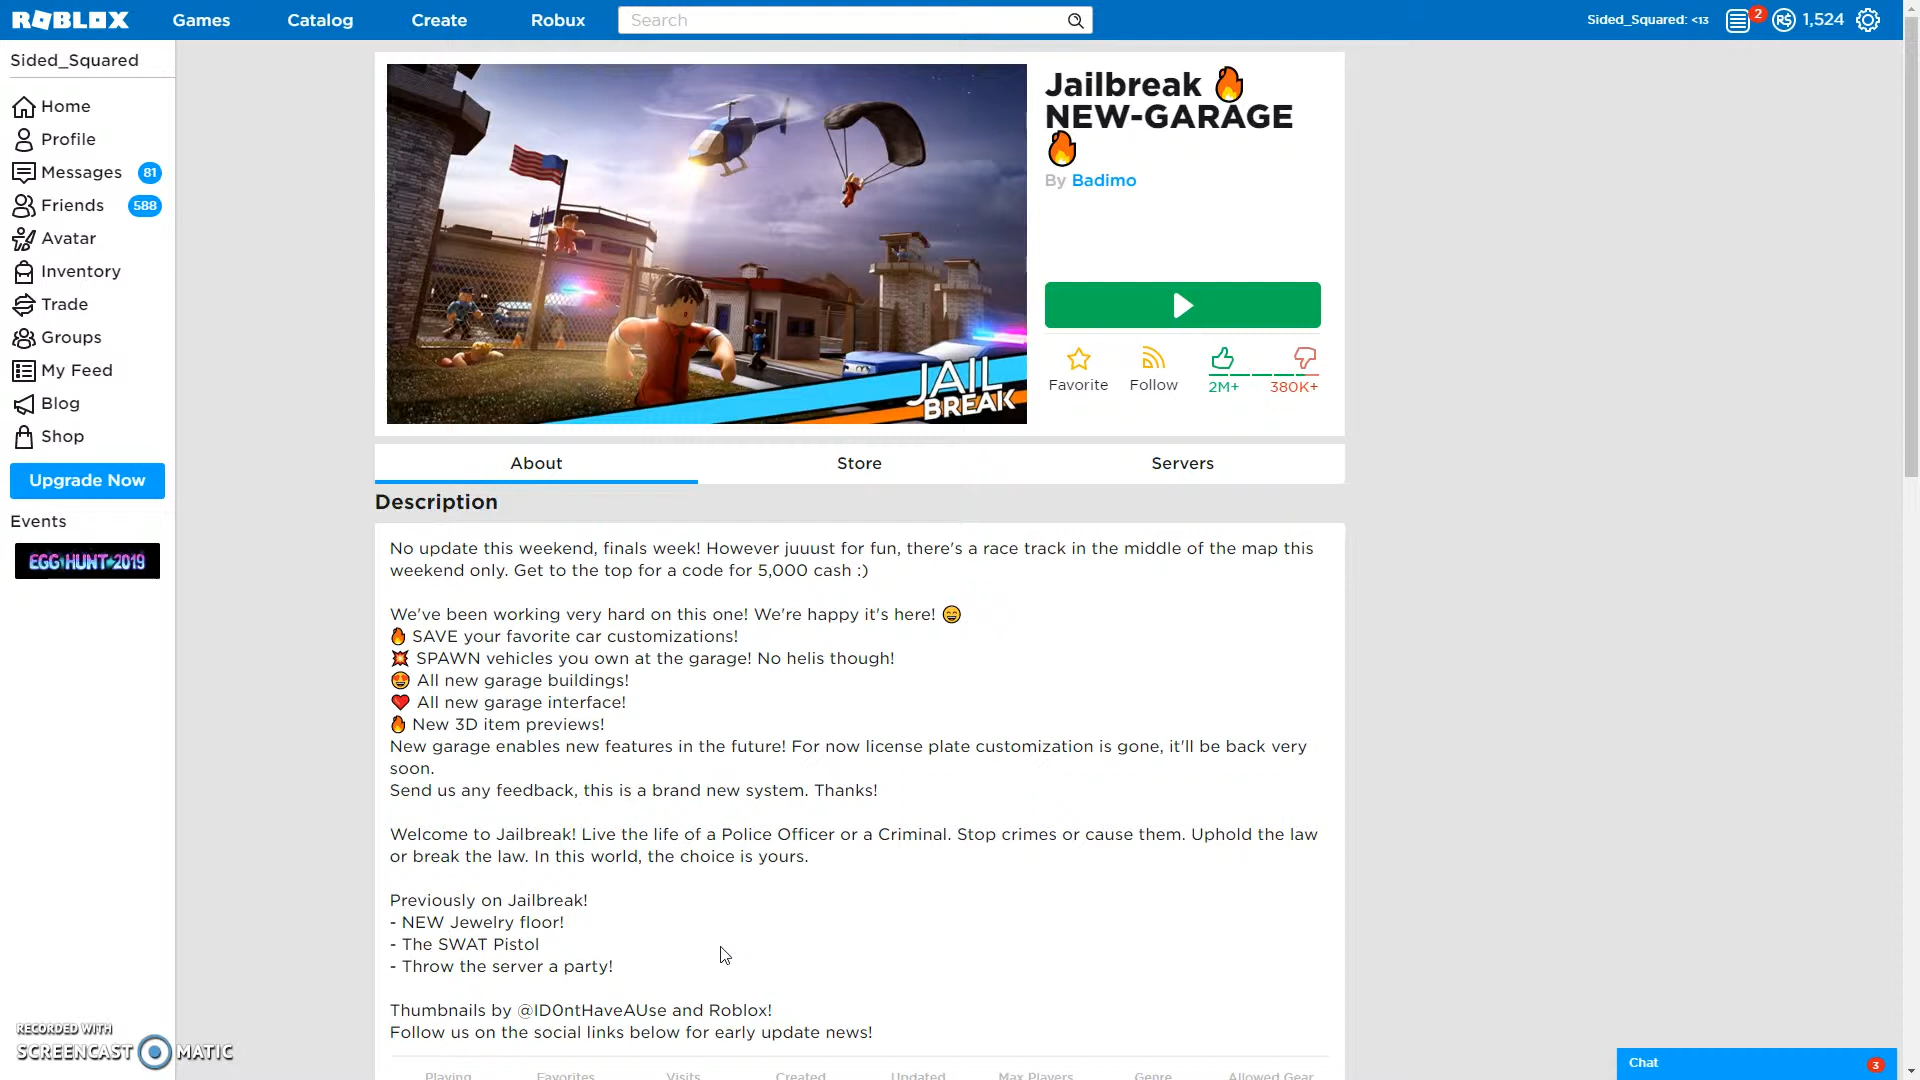 ROBLOX Games Catalog Create Robux Search Sided_Squared: <13 2 R$ 1,524
Sided_Squared
Home
Profile
Messages 81
Friends 588
Avatar
Inventory
Trade
Groups
My Feed
Blog
Shop
Upgrade Now
Events
EGG HUNT 2019
JAIL
BREAK
Jailbreak 🔥
NEW-GARAGE
🔥
By Badimo
Favorite Follow 2M+ 380K+
About Store Servers
Description
No update this weekend, finals week! However juuust for fun, there's a race track in the middle of the map this
weekend only. Get to the top for a code for 5,000 cash :)
We've been working very hard on this one! We're happy it's here! 😄
🔥 SAVE your favorite car customizations!
💥 SPAWN vehicles you own at the garage! No helis though!
😍 All new garage buildings!
❤️ All new garage interface!
🔥 New 3D item previews!
New garage enables new features in the future! For now license plate customization is gone, it'll be back very
soon.
Send us any feedback, this is a brand new system. Thanks!
Welcome to Jailbreak! Live the life of a Police Officer or a Criminal. Stop crimes or cause them. Uphold the law
or break the law. In this world, the choice is yours.
Previously on Jailbreak!
- NEW Jewelry floor!
- The SWAT Pistol
- Throw the server a party!
Thumbnails by @ID0ntHaveAUse and Roblox!
Follow us on the social links below for early update news!
Playing Favorites Visits Created Updated Max Players Genre Allowed Gear
RECORDED WITH
SCREENCAST MATIC
Chat 3